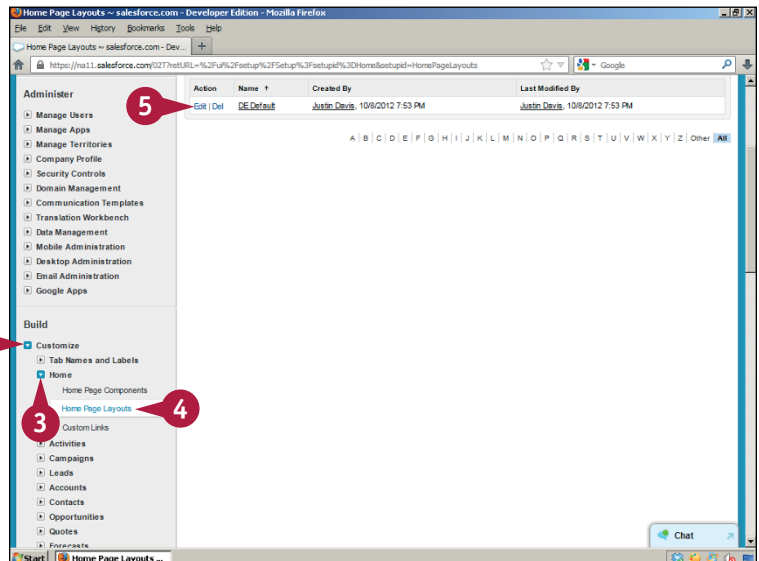 Home Page Layouts ~ salesforce.com - Developer Edition - Mozilla Firefox
File Edit View History Bookmarks Tools Help
Home Page Layouts ~ salesforce.com - Dev... +
https://na11.salesforce.com/02T?retURL=%2Fui%2Fsetup%2FSetup%3Fsetupid%3DHome&setupid=HomePageLayouts
Google
Administer
Manage Users
Manage Apps
Manage Territories
Company Profile
Security Controls
Domain Management
Communication Templates
Translation Workbench
Data Management
Mobile Administration
Desktop Administration
Email Administration
Google Apps
Build
Customize
Tab Names and Labels
Home
Home Page Components
Home Page Layouts
Custom Links
Activities
Campaigns
Leads
Accounts
Contacts
Opportunities
Quotes
Forecasts
3
4
5
Action Name ↑ Created By Last Modified By
Edit | Del DE Default Justin Davis, 10/8/2012 7:53 PM Justin Davis, 10/8/2012 7:53 PM
A | B | C | D | E | F | G | H | I | J | K | L | M | N | O | P | Q | R | S | T | U | V | W | X | Y | Z | Other All
Chat
Start Home Page Layouts ...